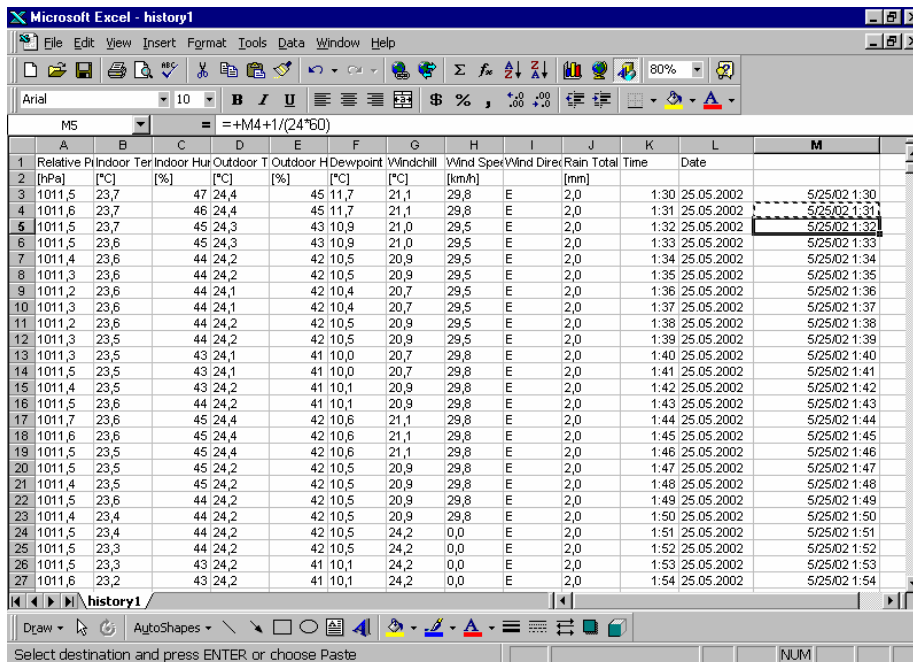 Microsoft Excel - history1
File Edit View Insert Format Tools Data Window Help
ABC Σ fx 80%
Arial 10 B I U $ % ,
M5 = =+M4+1/(24*60)
A B C D E F G H I J K L M
1 Relative Pr Indoor Ter Indoor Hur Outdoor T Outdoor H Dewpoint Windchill Wind Spee Wind Direc Rain Total Time Date
2 [hPa] [°C] [%] [°C] [%] [°C] [°C] [km/h] [mm]
3 1011,5 23,7 47 24,4 45 11,7 21,1 29,8 E 2,0 1:30 25.05.2002 5/25/02 1:30
4 1011,6 23,7 46 24,4 45 11,7 21,1 29,8 E 2,0 1:31 25.05.2002 5/25/02 1:31
5 1011,5 23,7 45 24,3 43 10,9 21,0 29,5 E 2,0 1:32 25.05.2002 5/25/02 1:32
6 1011,5 23,6 45 24,3 43 10,9 21,0 29,5 E 2,0 1:33 25.05.2002 5/25/02 1:33
7 1011,4 23,6 44 24,2 42 10,5 20,9 29,5 E 2,0 1:34 25.05.2002 5/25/02 1:34
8 1011,3 23,6 44 24,2 42 10,5 20,9 29,5 E 2,0 1:35 25.05.2002 5/25/02 1:35
9 1011,2 23,6 44 24,1 42 10,4 20,7 29,5 E 2,0 1:36 25.05.2002 5/25/02 1:36
10 1011,3 23,6 44 24,1 42 10,4 20,7 29,5 E 2,0 1:37 25.05.2002 5/25/02 1:37
11 1011,2 23,6 44 24,2 42 10,5 20,9 29,5 E 2,0 1:38 25.05.2002 5/25/02 1:38
12 1011,3 23,5 44 24,2 42 10,5 20,9 29,5 E 2,0 1:39 25.05.2002 5/25/02 1:39
13 1011,3 23,5 43 24,1 41 10,0 20,7 29,8 E 2,0 1:40 25.05.2002 5/25/02 1:40
14 1011,5 23,5 43 24,1 41 10,0 20,7 29,8 E 2,0 1:41 25.05.2002 5/25/02 1:41
15 1011,4 23,5 43 24,2 41 10,1 20,9 29,8 E 2,0 1:42 25.05.2002 5/25/02 1:42
16 1011,5 23,6 44 24,2 41 10,1 20,9 29,8 E 2,0 1:43 25.05.2002 5/25/02 1:43
17 1011,7 23,6 45 24,4 42 10,6 21,1 29,8 E 2,0 1:44 25.05.2002 5/25/02 1:44
18 1011,6 23,6 45 24,4 42 10,6 21,1 29,8 E 2,0 1:45 25.05.2002 5/25/02 1:45
19 1011,5 23,5 45 24,4 42 10,6 21,1 29,8 E 2,0 1:46 25.05.2002 5/25/02 1:46
20 1011,5 23,5 45 24,2 42 10,5 20,9 29,8 E 2,0 1:47 25.05.2002 5/25/02 1:47
21 1011,4 23,5 45 24,2 42 10,5 20,9 29,8 E 2,0 1:48 25.05.2002 5/25/02 1:48
22 1011,5 23,6 44 24,2 42 10,5 20,9 29,8 E 2,0 1:49 25.05.2002 5/25/02 1:49
23 1011,4 23,4 44 24,2 42 10,5 20,9 29,8 E 2,0 1:50 25.05.2002 5/25/02 1:50
24 1011,5 23,4 44 24,2 42 10,5 24,2 0,0 E 2,0 1:51 25.05.2002 5/25/02 1:51
25 1011,5 23,3 44 24,2 42 10,5 24,2 0,0 E 2,0 1:52 25.05.2002 5/25/02 1:52
26 1011,5 23,3 43 24,2 41 10,1 24,2 0,0 E 2,0 1:53 25.05.2002 5/25/02 1:53
27 1011,6 23,2 43 24,2 41 10,1 24,2 0,0 E 2,0 1:54 25.05.2002 5/25/02 1:54
history1
Draw AutoShapes
Select destination and press ENTER or choose Paste NUM